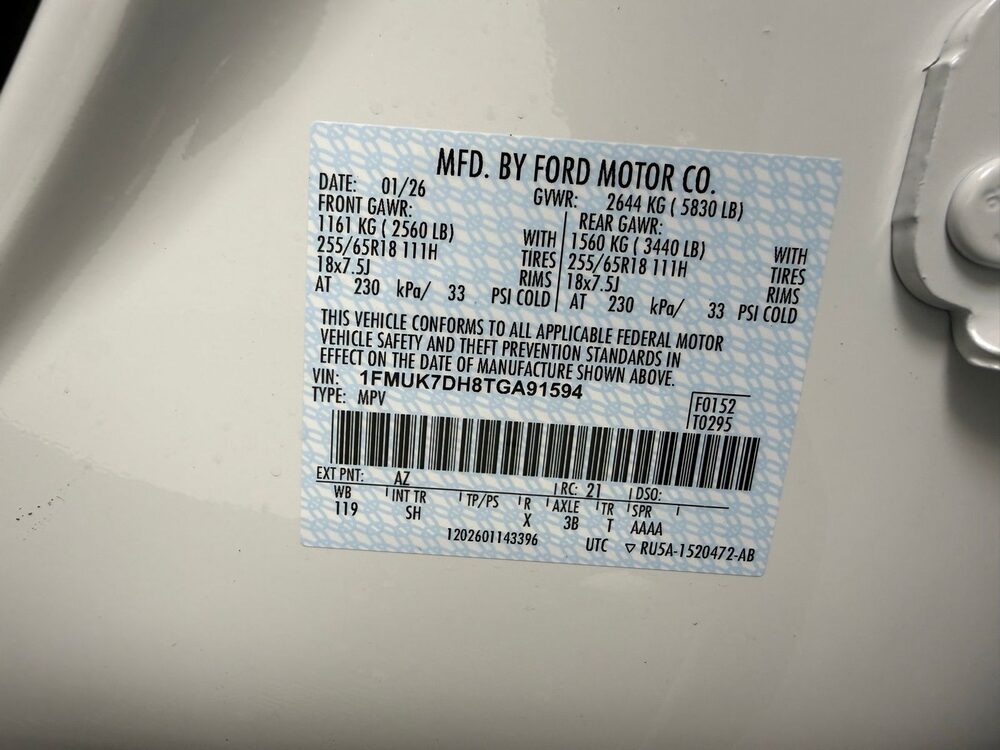 MFD. BY FORD MOTOR CO.
DATE: 01/26 GVWR: 2644 KG ( 5830 LB)
FRONT GAWR: REAR GAWR:
1161 KG ( 2560 LB) WITH 1560 KG ( 3440 LB) WITH
255/65R18 111H TIRES 255/65R18 111H TIRES
18x7.5J RIMS 18x7.5J RIMS
AT 230 kPa/ 33 PSI COLD AT 230 kPa/ 33 PSI COLD
THIS VEHICLE CONFORMS TO ALL APPLICABLE FEDERAL MOTOR
VEHICLE SAFETY AND THEFT PREVENTION STANDARDS IN
EFFECT ON THE DATE OF MANUFACTURE SHOWN ABOVE.
VIN: 1FMUK7DH8TGA91594
TYPE: MPV
F0152
T0295
EXT PNT: AZ RC: 21 DSO:
WB INT TR TP/PS R AXLE TR SPR
119 SH X 3B T AAAA
1202601143396 UTC ▽ RU5A-1520472-AB